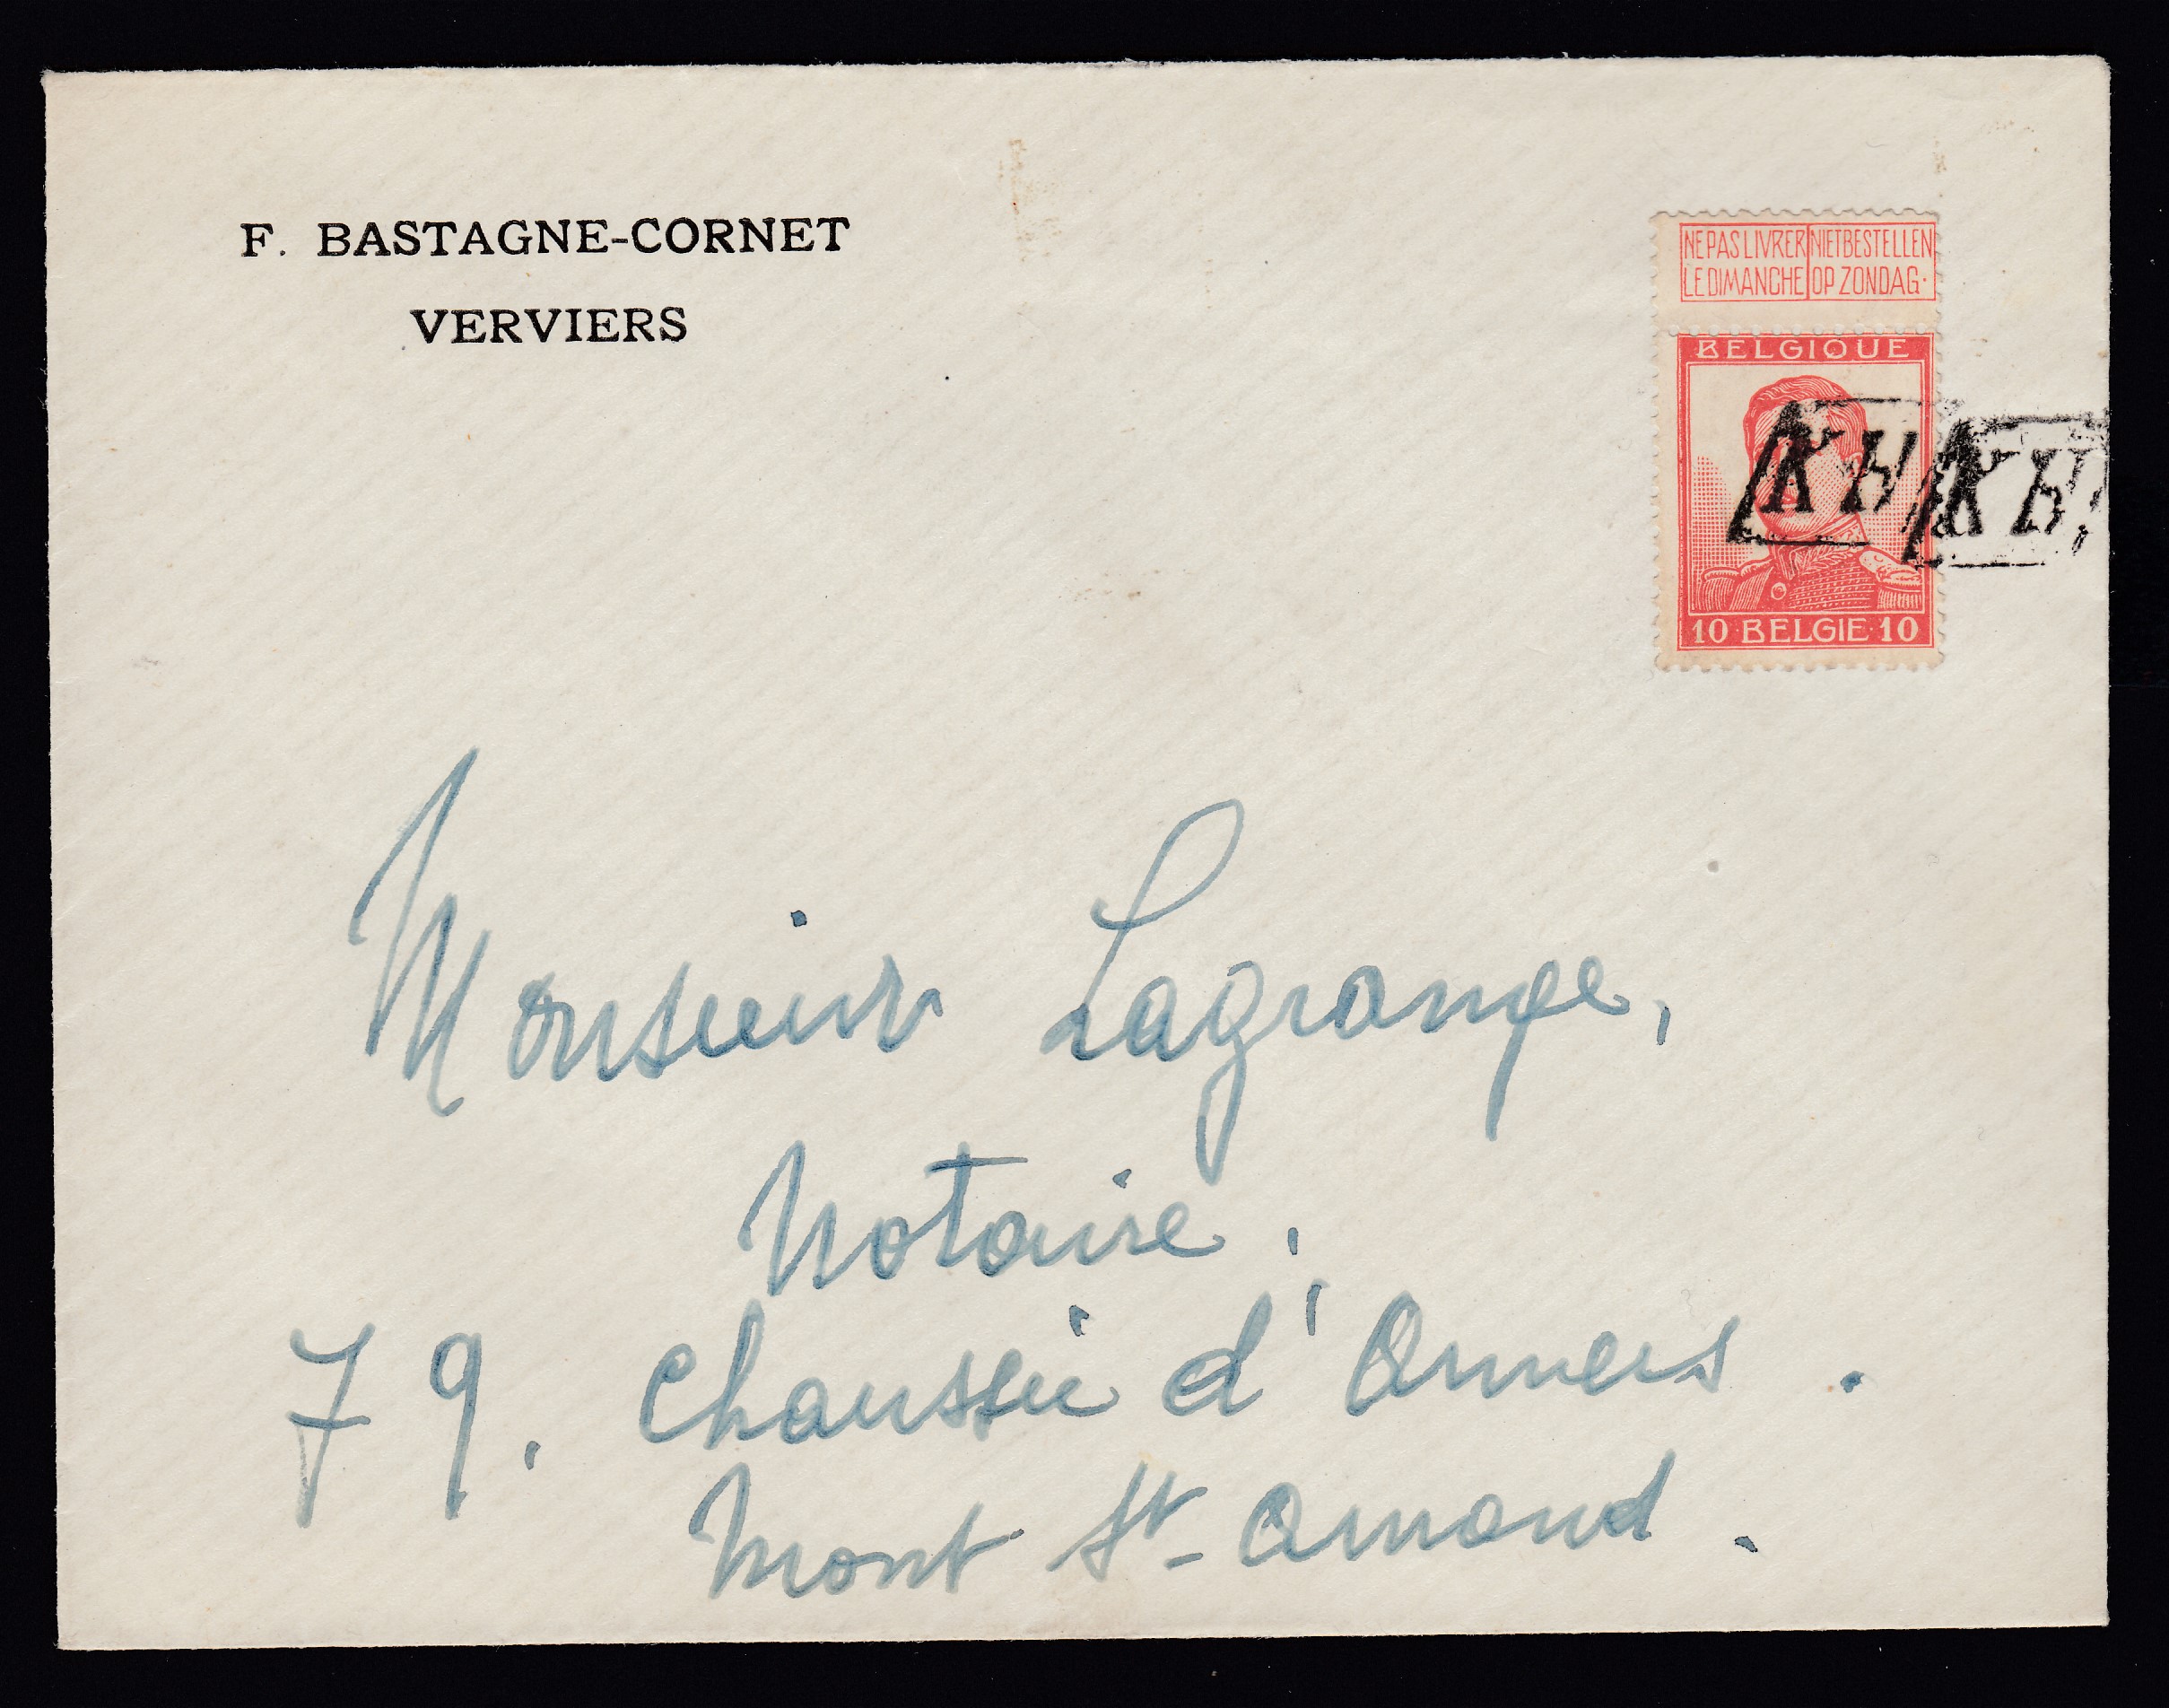 F. BASTAGNE-CORNET
VERVIERS
NE PAS LIVRER
LE DIMANCHE
NIET BESTELLEN
OP ZONDAG.
BELGIQUE
10 BELGIE 10
Monsieur Lagrange,
Notaire,
79, Chaussée d'Anvers.
Mont St-Amand.